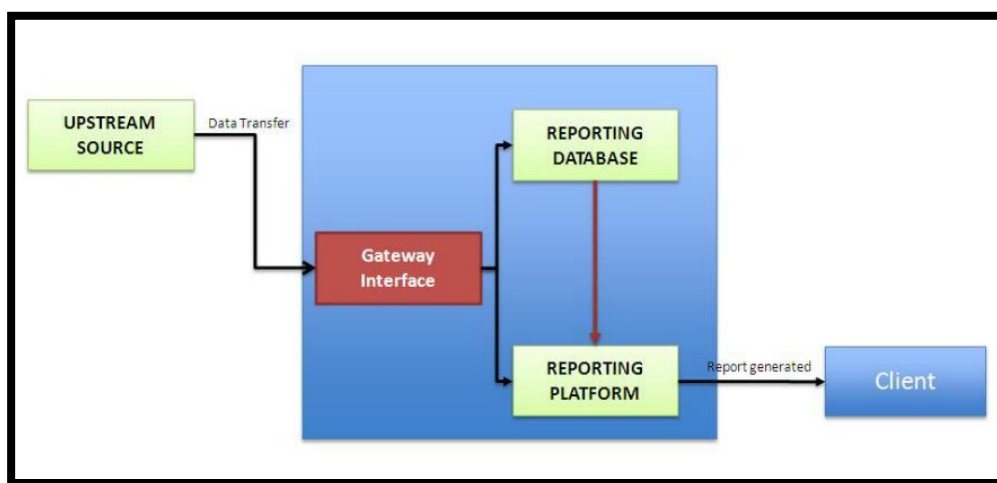 UPSTREAM
SOURCE
Data Transfer
REPORTING
DATABASE
Gateway
Interface
REPORTING
PLATFORM
Report generated
Client